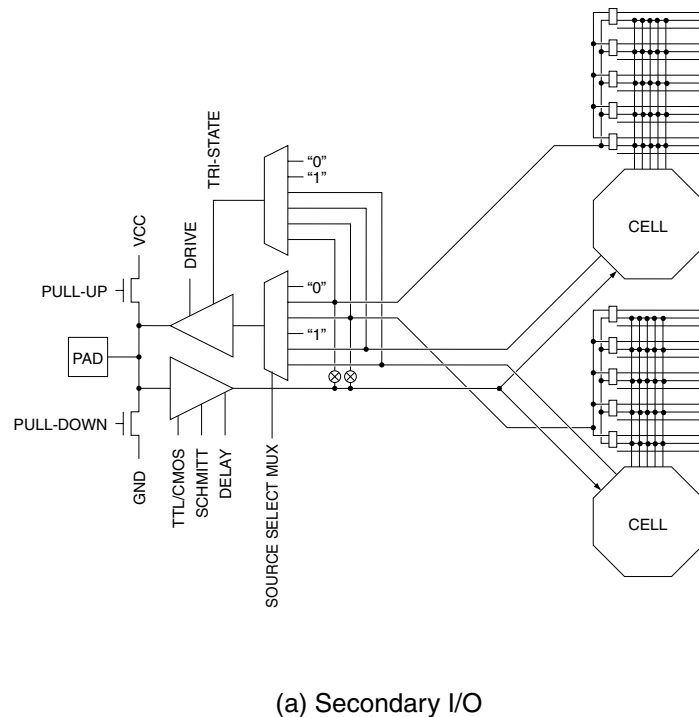 TRI-STATE
“0”
“1”
VCC
DRIVE
CELL
PULL-UP
“0”
“1”
PAD
PULL-DOWN
GND
TTL/CMOS
SCHMITT
DELAY
SOURCE SELECT MUX
CELL
(a) Secondary I/O